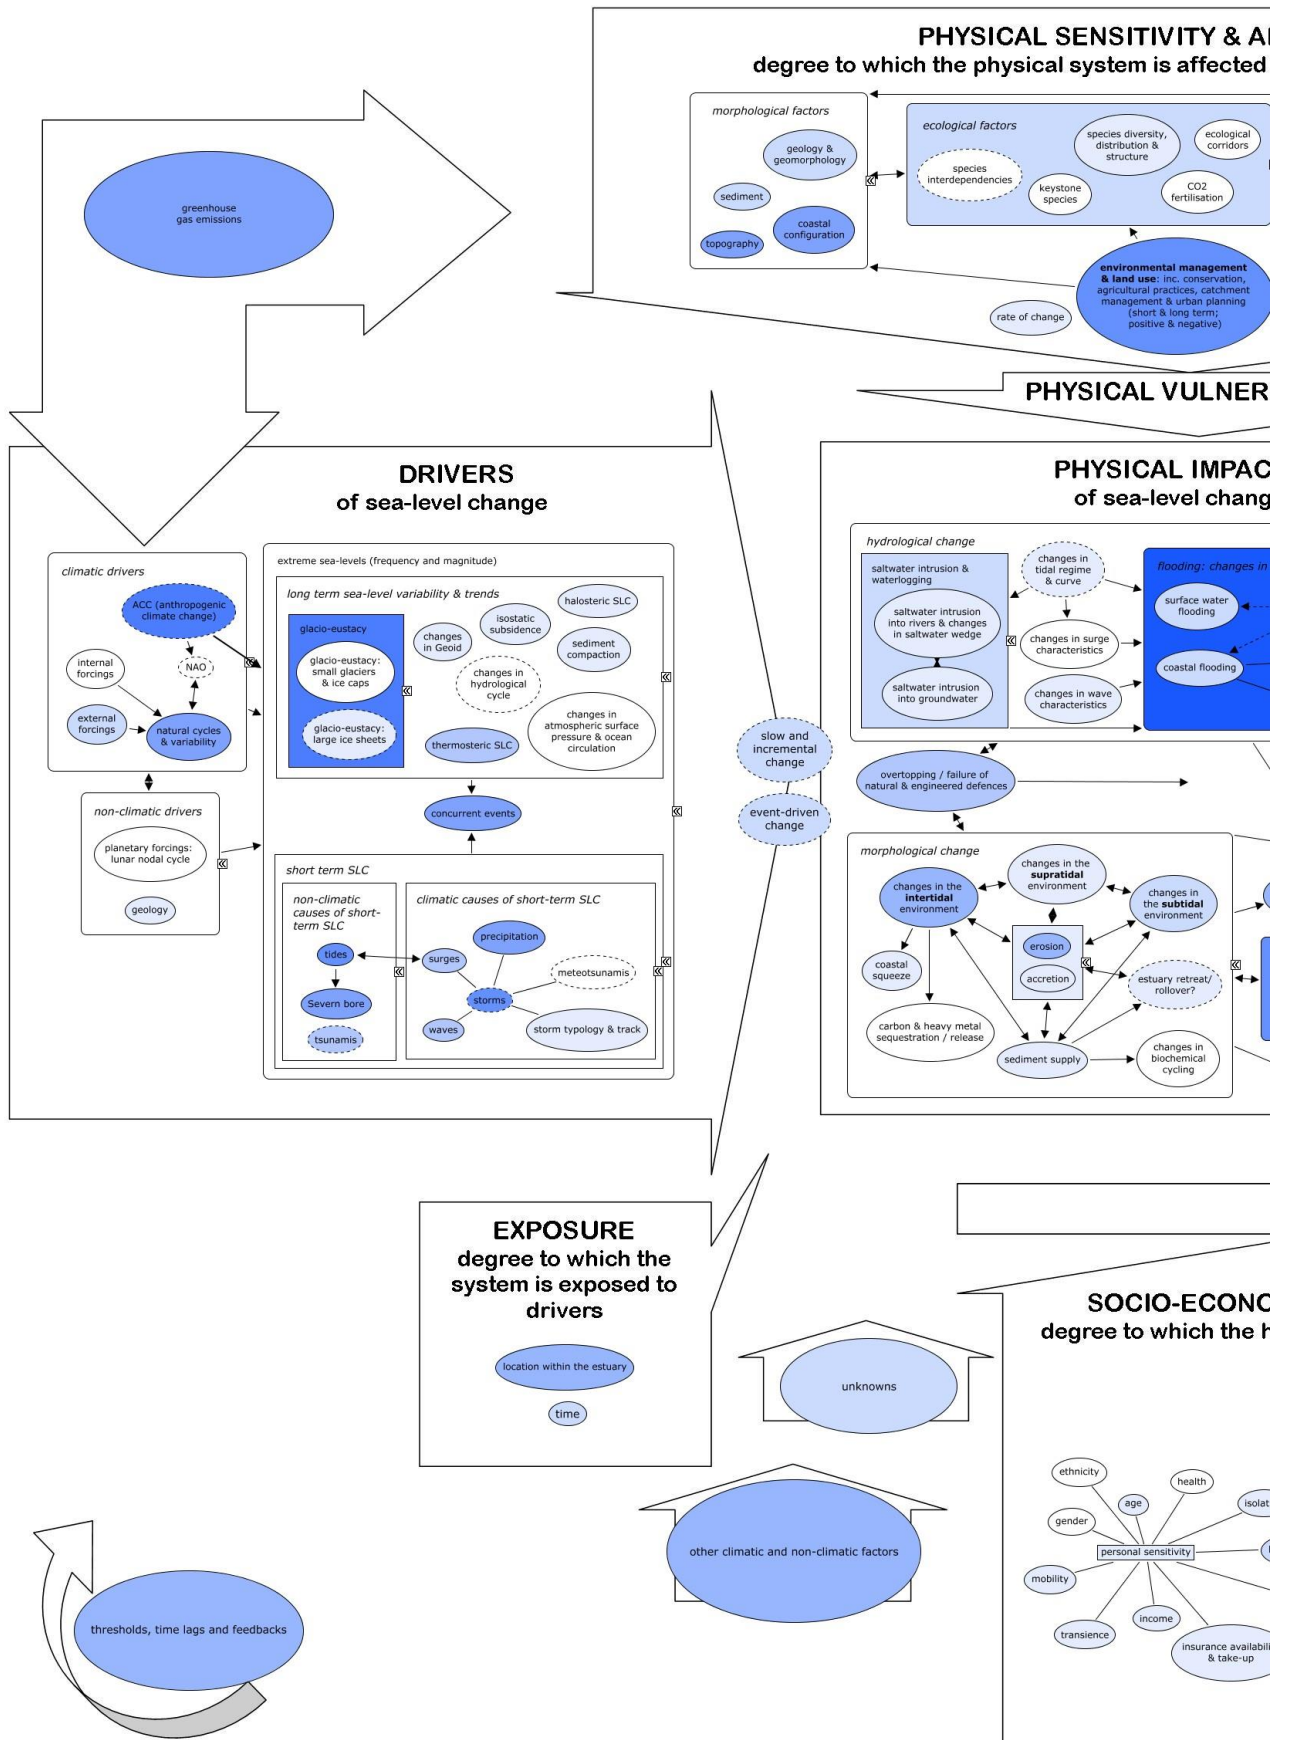 PHYSICAL SENSITIVITY & A
degree to which the physical system is affected
morphological factors
geology &
geomorphology
sediment
coastal
configuration
topography
ecological factors
species
interdependencies
species diversity,
distribution &
structure
ecological
corridors
keystone
species
CO2
fertilisation
environmental management
& land use: inc. conservation,
agricultural practices, catchment
management & urban planning
(short & long term;
positive & negative)
rate of change
greenhouse
gas emissions
PHYSICAL VULNER
DRIVERS
of sea-level change
climatic drivers
ACC (anthropogenic
climate change)
internal
forcings
NAO
external
forcings
natural cycles
& variability
non-climatic drivers
planetary forcings:
lunar nodal cycle
geology
extreme sea-levels (frequency and magnitude)
long term sea-level variability & trends
glacio-eustacy
glacio-eustacy:
small glaciers
& ice caps
glacio-eustacy:
large ice sheets
changes
in Geoid
isostatic
subsidence
halosteric SLC
sediment
compaction
changes in
hydrological
cycle
changes in
atmospheric surface
pressure & ocean
circulation
thermosteric SLC
concurrent events
short term SLC
non-climatic
causes of short-
term SLC
tides
Severn bore
tsunamis
climatic causes of short-term SLC
precipitation
surges
meteotsunamis
storms
waves
storm typology & track
slow and
incremental
change
event-driven
change
PHYSICAL IMPAC
of sea-level chang
hydrological change
saltwater intrusion &
waterlogging
saltwater intrusion
into rivers & changes
in saltwater wedge
saltwater intrusion
into groundwater
changes in
tidal regime
& curve
changes in surge
characteristics
changes in wave
characteristics
flooding: changes in
surface water
flooding
coastal flooding
overtopping / failure of
natural & engineered defences
morphological change
changes in the
intertidal
environment
changes in the
supratidal
environment
changes in
the subtidal
environment
erosion
accretion
coastal
squeeze
estuary retreat/
rollover?
carbon & heavy metal
sequestration / release
sediment supply
changes in
biochemical
cycling
EXPOSURE
degree to which the
system is exposed to
drivers
location within the estuary
time
unknowns
other climatic and non-climatic factors
thresholds, time lags and feedbacks
SOCIO-ECONO
degree to which the h
ethnicity
health
age
isolat
gender
personal sensitivity
mobility
income
transience
insurance availabili
& take-up